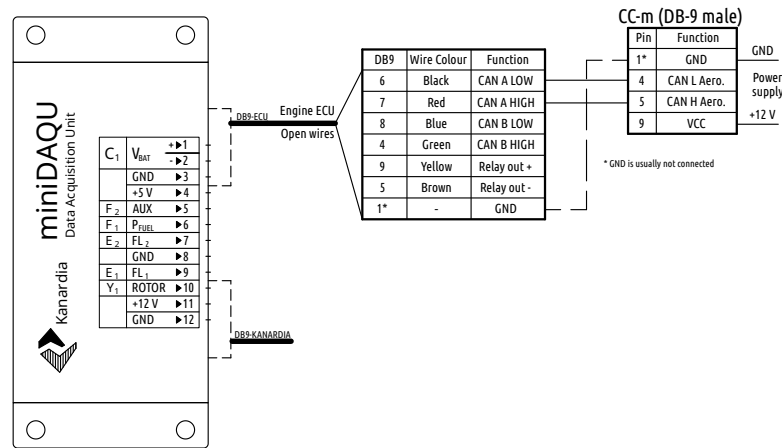 CC-m (DB-9 male)
Pin Function
1* GND
4 CAN L Aero.
5 CAN H Aero.
9 VCC
GND
Power
supply
+12 V
* GND is usually not connected
DB9 Wire Colour Function
6 Black CAN A LOW
7 Red CAN A HIGH
8 Blue CAN B LOW
4 Green CAN B HIGH
9 Yellow Relay out +
5 Brown Relay out -
1* - GND
DB9-ECU
Engine ECU
Open wires
miniDAQU
Data Acquisition Unit
Kanardia
C1 VBAT + ▶1
- ▶2
GND ▶3
+5 V ▶4
F2 AUX ▶5
F1 PFUEL ▶6
E2 FL2 ▶7
GND ▶8
E1 FL1 ▶9
Y1 ROTOR ▶10
+12 V ▶11
GND ▶12
DB9-KANARDIA